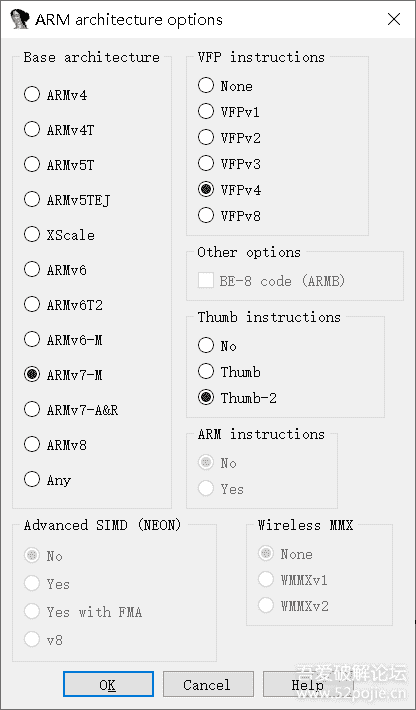 ARM architecture options
Base architecture
ARMv4
ARMv4T
ARMv5T
ARMv5TEJ
XScale
ARMv6
ARMv6T2
ARMv6-M
ARMv7-M
ARMv7-A&R
ARMv8
Any
VFP instructions
None
VFPv1
VFPv2
VFPv3
VFPv4
VFPv8
Other options
BE-8 code (ARMB)
Thumb instructions
No
Thumb
Thumb-2
ARM instructions
No
Yes
Advanced SIMD (NEON)
No
Yes
Yes with FMA
v8
Wireless MMX
None
WMMXv1
WMMXv2
OK
Cancel
Help
吾爱破解论坛
www.52pojie.cn